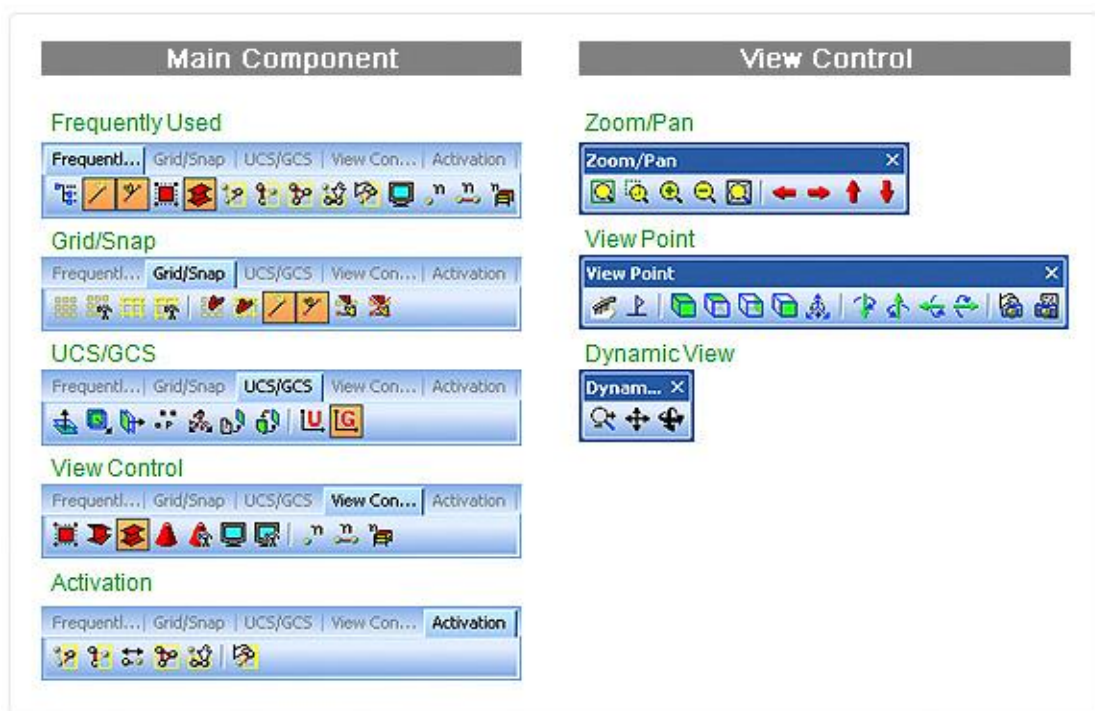 Main Component
Frequently Used
Frequentl... Grid/Snap UCS/GCS View Con... Activation
Grid/Snap
Frequentl... Grid/Snap UCS/GCS View Con... Activation
UCS/GCS
Frequentl... Grid/Snap UCS/GCS View Con... Activation
U G
View Control
Frequentl... Grid/Snap UCS/GCS View Con... Activation
Activation
Frequentl... Grid/Snap UCS/GCS View Con... Activation
View Control
Zoom/Pan
Zoom/Pan
View Point
View Point
Dynamic View
Dynam...